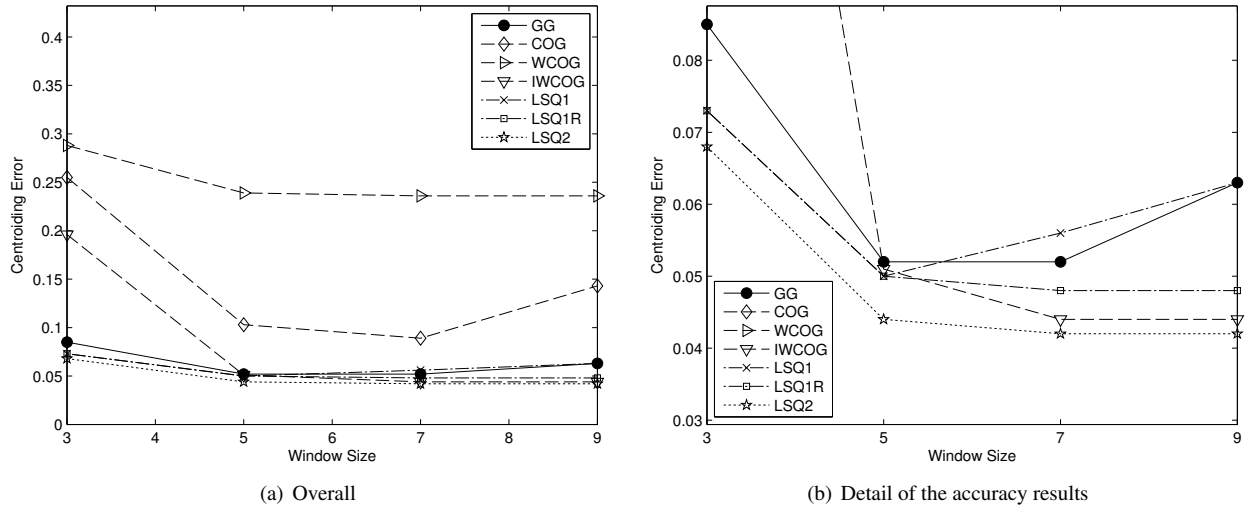 0.4
0.35
0.3
0.25
0.2
0.15
0.1
0.05
0
3
4
5
6
7
8
9
Centroiding Error
Window Size
GG
COG
WCOG
IWCOG
LSQ1
LSQ1R
LSQ2
(a) Overall
0.08
0.07
0.06
0.05
0.04
0.03
3
5
7
9
Centroiding Error
Window Size
GG
COG
WCOG
IWCOG
LSQ1
LSQ1R
LSQ2
(b) Detail of the accuracy results